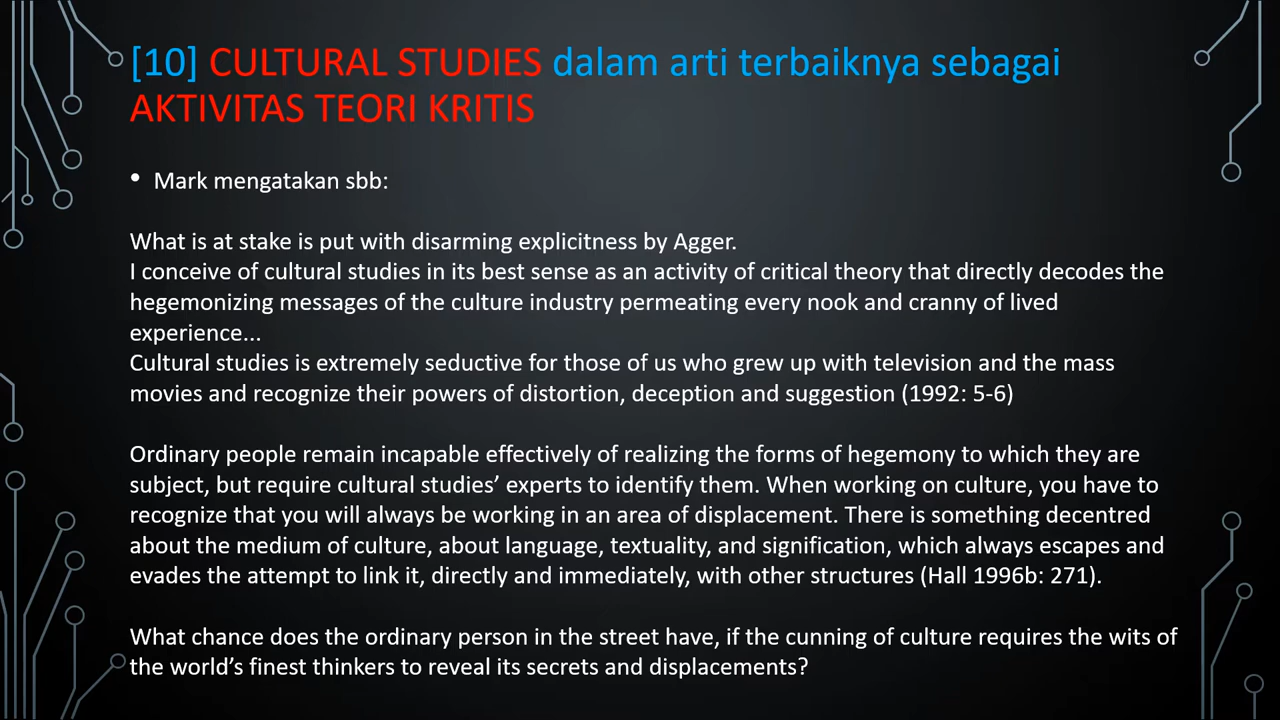 [10] CULTURAL STUDIES dalam arti terbaiknya sebagai
AKTIVITAS TEORI KRITIS
• Mark mengatakan sbb:
What is at stake is put with disarming explicitness by Agger.
I conceive of cultural studies in its best sense as an activity of critical theory that directly decodes the
hegemonizing messages of the culture industry permeating every nook and cranny of lived
experience...
Cultural studies is extremely seductive for those of us who grew up with television and the mass
movies and recognize their powers of distortion, deception and suggestion (1992: 5-6)
Ordinary people remain incapable effectively of realizing the forms of hegemony to which they are
subject, but require cultural studies’ experts to identify them. When working on culture, you have to
recognize that you will always be working in an area of displacement. There is something decentred
about the medium of culture, about language, textuality, and signification, which always escapes and
evades the attempt to link it, directly and immediately, with other structures (Hall 1996b: 271).
What chance does the ordinary person in the street have, if the cunning of culture requires the wits of
the world’s finest thinkers to reveal its secrets and displacements?